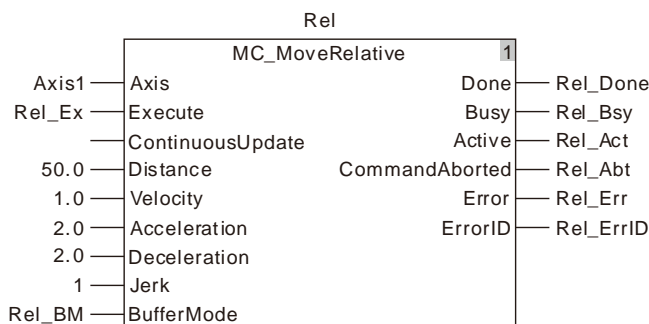 Rel
MC_MoveRelative 1
Axis1 Axis Done Rel_Done
Rel_Ex Execute Busy Rel_Bsy
ContinuousUpdate Active Rel_Act
50.0 Distance CommandAborted Rel_Abt
1.0 Velocity Error Rel_Err
2.0 Acceleration ErrorID Rel_ErrID
2.0 Deceleration
1 Jerk
Rel_BM BufferMode